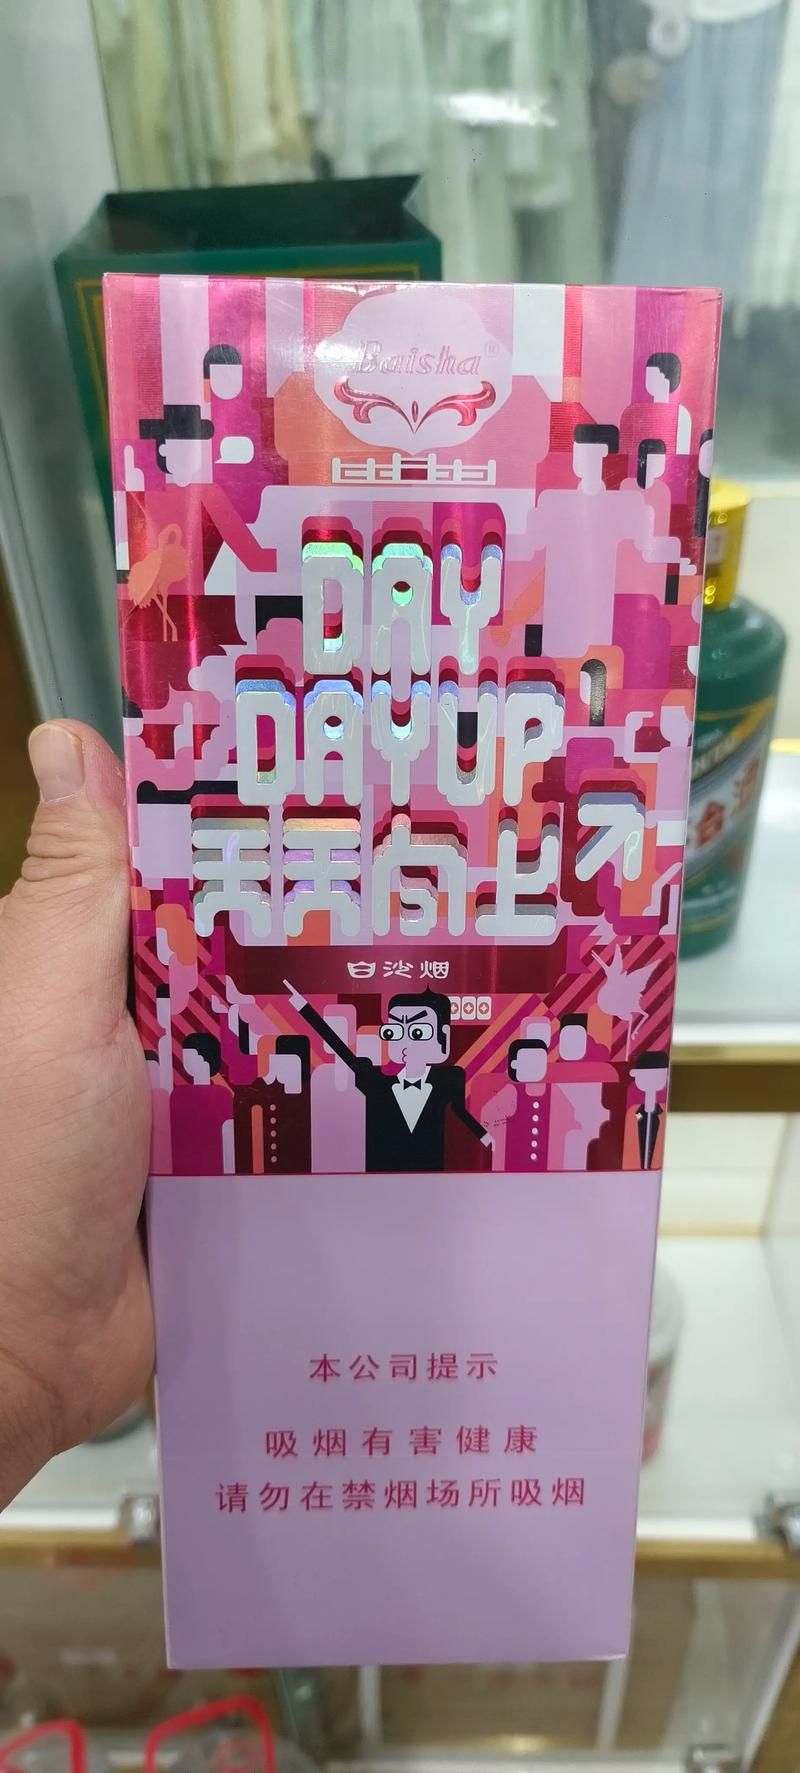 Baisha®
DAY
DAYUP
天天向上
白沙烟
本公司提示
吸烟有害健康
请勿在禁烟场所吸烟